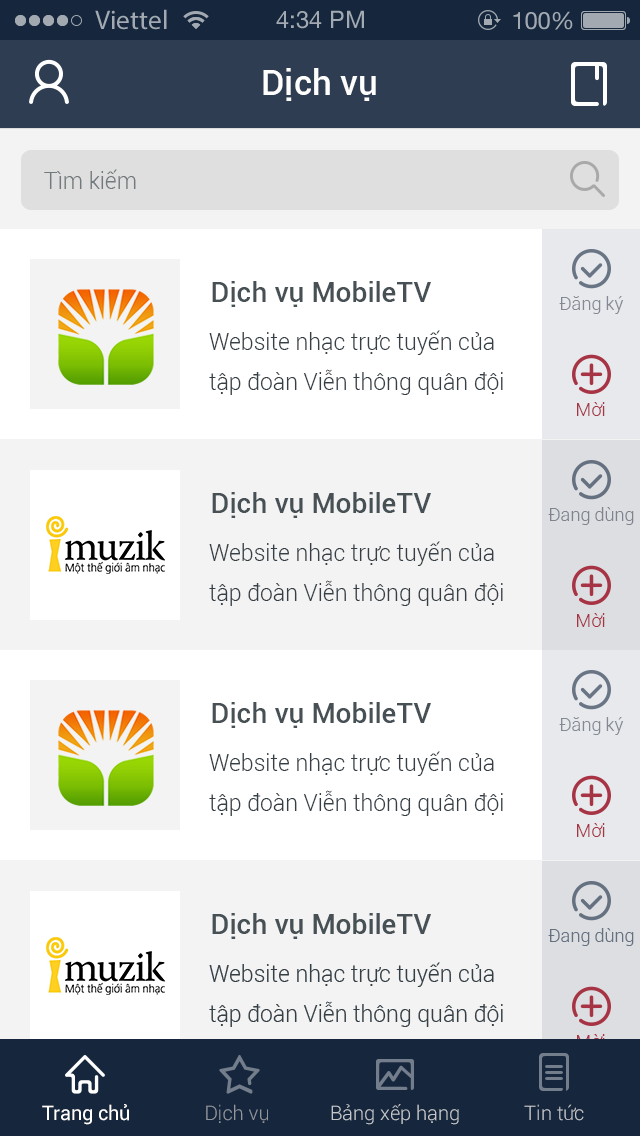 Viettel 4:34 PM 100%
Dịch vụ
Tìm kiếm
Dịch vụ MobileTV
Website nhạc trực tuyến của
tập đoàn Viễn thông quân đội
Đăng ký
Mời
imuzik
Một thế giới âm nhạc
Dịch vụ MobileTV
Website nhạc trực tuyến của
tập đoàn Viễn thông quân đội
Đang dùng
Mời
Dịch vụ MobileTV
Website nhạc trực tuyến của
tập đoàn Viễn thông quân đội
Đăng ký
Mời
imuzik
Một thế giới âm nhạc
Dịch vụ MobileTV
Website nhạc trực tuyến của
tập đoàn Viễn thông quân đội
Đang dùng
Mời
Trang chủ Dịch vụ Bảng xếp hạng Tin tức